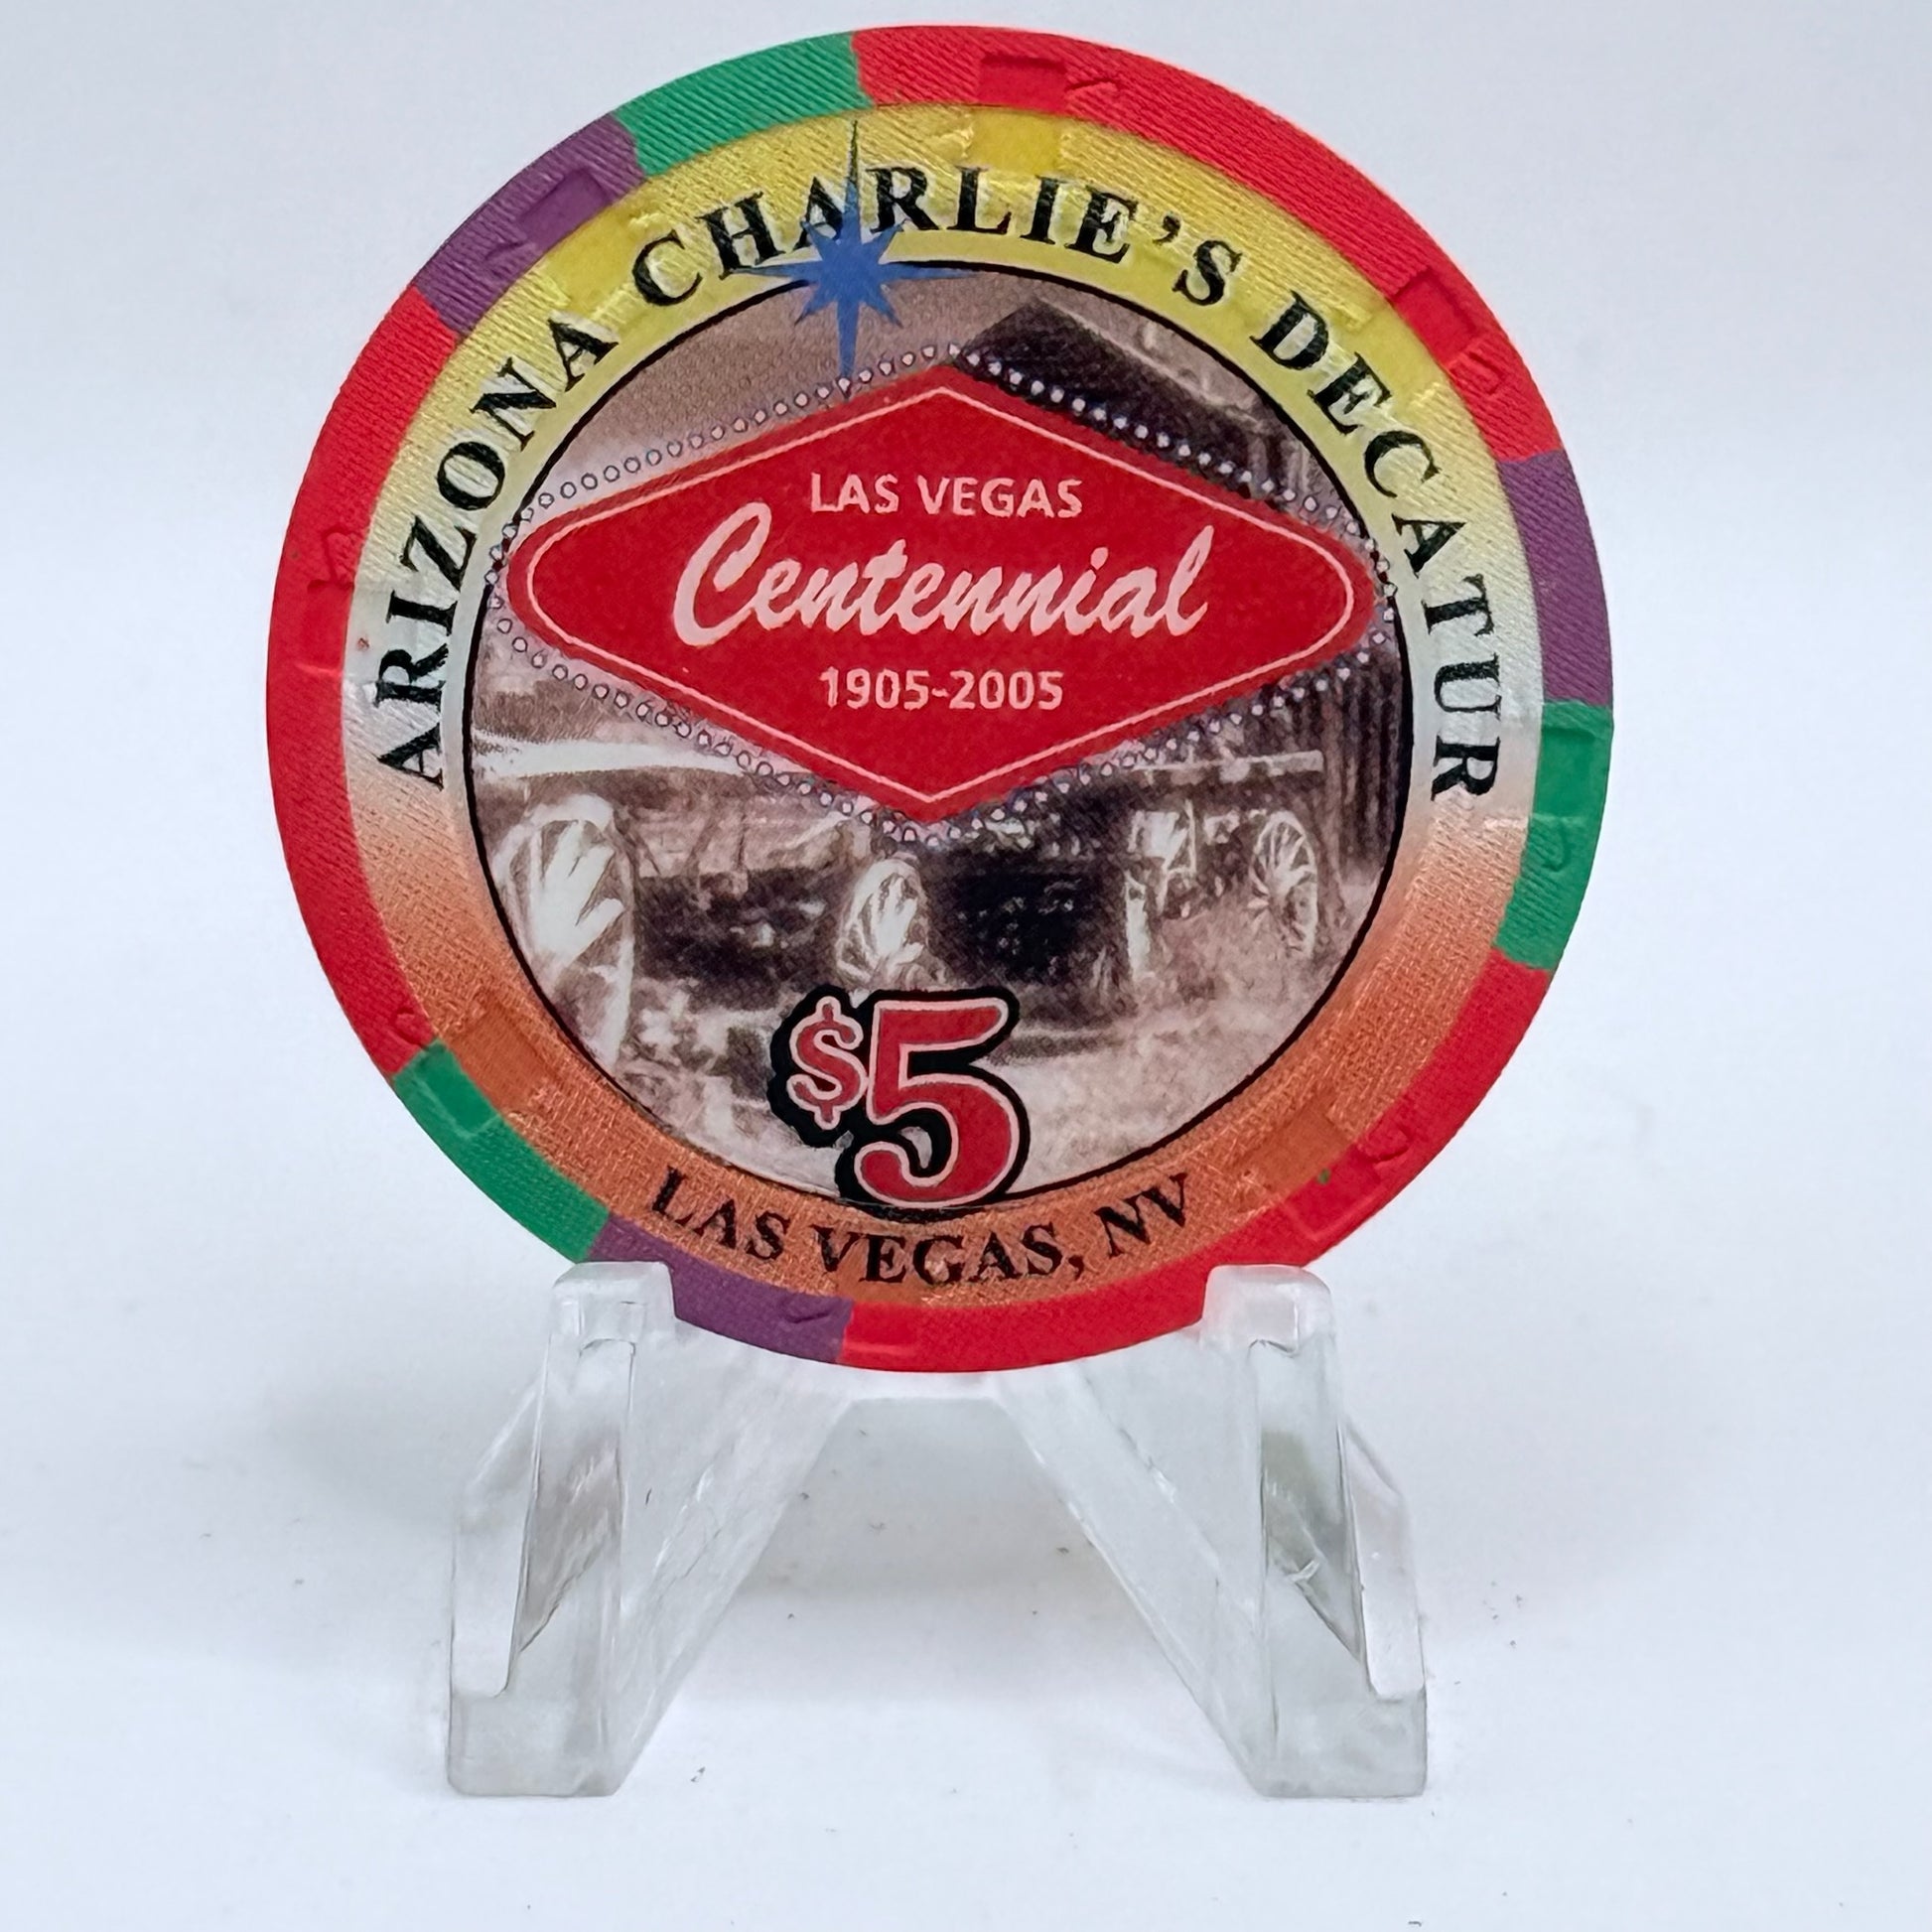 ARIZONA CHARLIE'S DECATUR
LAS VEGAS
Centennial
1905-2005
$5
LAS VEGAS, NV